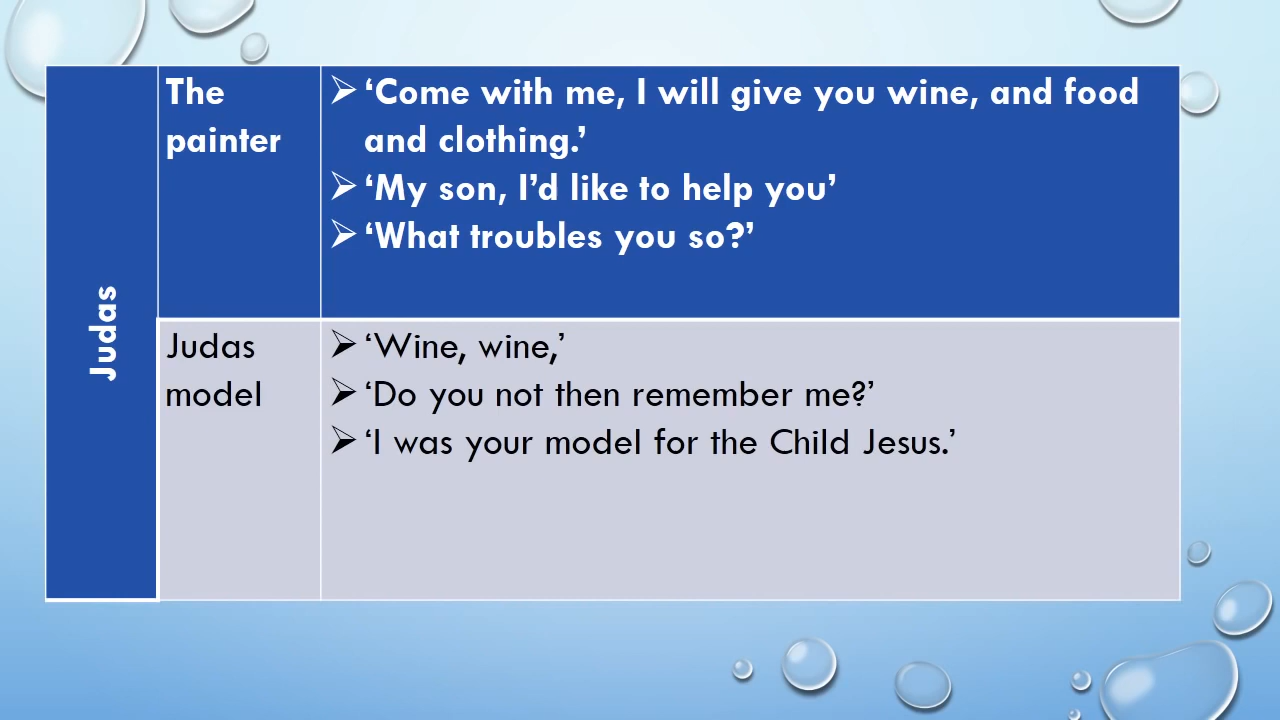 Judas
The
painter
➢ ‘Come with me, I will give you wine, and food
and clothing.’
➢ ‘My son, I’d like to help you’
➢ ‘What troubles you so?’
Judas
model
➢ ‘Wine, wine,’
➢ ‘Do you not then remember me?’
➢ ‘I was your model for the Child Jesus.’